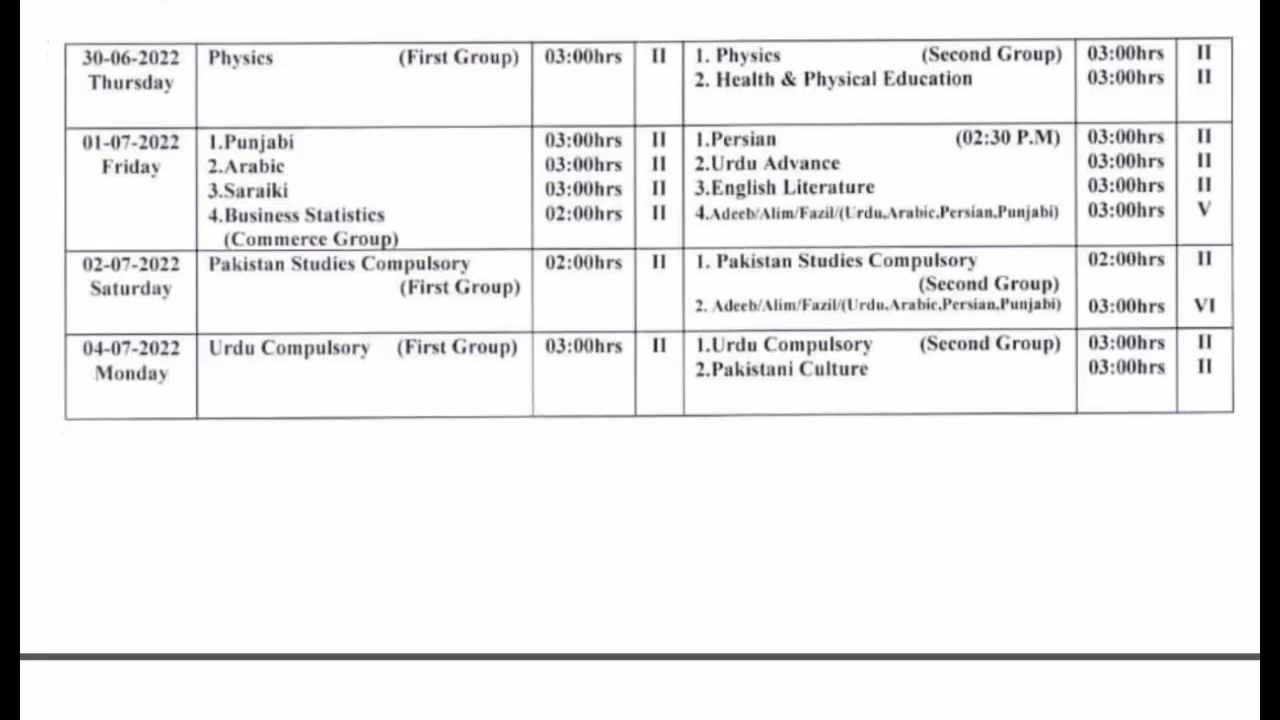 30-06-2022 Physics (First Group) 03:00hrs II 1. Physics (Second Group) 03:00hrs II
Thursday 2. Health & Physical Education 03:00hrs II
01-07-2022 1.Punjabi 03:00hrs II 1.Persian (02:30 P.M) 03:00hrs II
Friday 2.Arabic 03:00hrs II 2.Urdu Advance 03:00hrs II
3.Saraiki 03:00hrs II 3.English Literature 03:00hrs II
4.Business Statistics 02:00hrs II 4.Adeeb/Alim/Fazil/(Urdu,Arabic,Persian,Punjabi) 03:00hrs V
(Commerce Group)
02-07-2022 Pakistan Studies Compulsory 02:00hrs II 1. Pakistan Studies Compulsory 02:00hrs II
Saturday (First Group) (Second Group)
2. Adeeb/Alim/Fazil/(Urdu,Arabic,Persian,Punjabi) 03:00hrs VI
04-07-2022 Urdu Compulsory (First Group) 03:00hrs II 1.Urdu Compulsory (Second Group) 03:00hrs II
Monday 2.Pakistani Culture 03:00hrs II